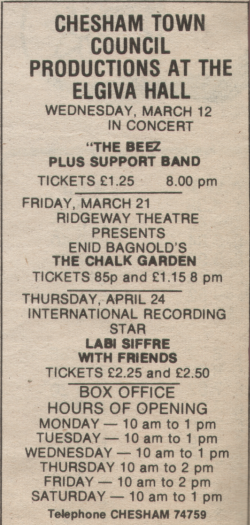 CHESHAM TOWN
COUNCIL
PRODUCTIONS AT THE
ELGIVA HALL
WEDNESDAY, MARCH 12
IN CONCERT
"THE BEEZ
PLUS SUPPORT BAND
TICKETS £1.25 8.00 pm
FRIDAY, MARCH 21
RIDGEWAY THEATRE
PRESENTS
ENID BAGNOLD'S
THE CHALK GARDEN
TICKETS 85p and £1.15 8 pm
THURSDAY, APRIL 24
INTERNATIONAL RECORDING
STAR
LABI SIFFRE
WITH FRIENDS
TICKETS £2.25 and £2.50
BOX OFFICE
HOURS OF OPENING
MONDAY — 10 am to 1 pm
TUESDAY — 10 am to 1 pm
WEDNESDAY — 10 am to 1 pm
THURSDAY 10 am to 2 pm
FRIDAY — 10 am to 2 pm
SATURDAY — 10 am to 1 pm
Telephone CHESHAM 74759